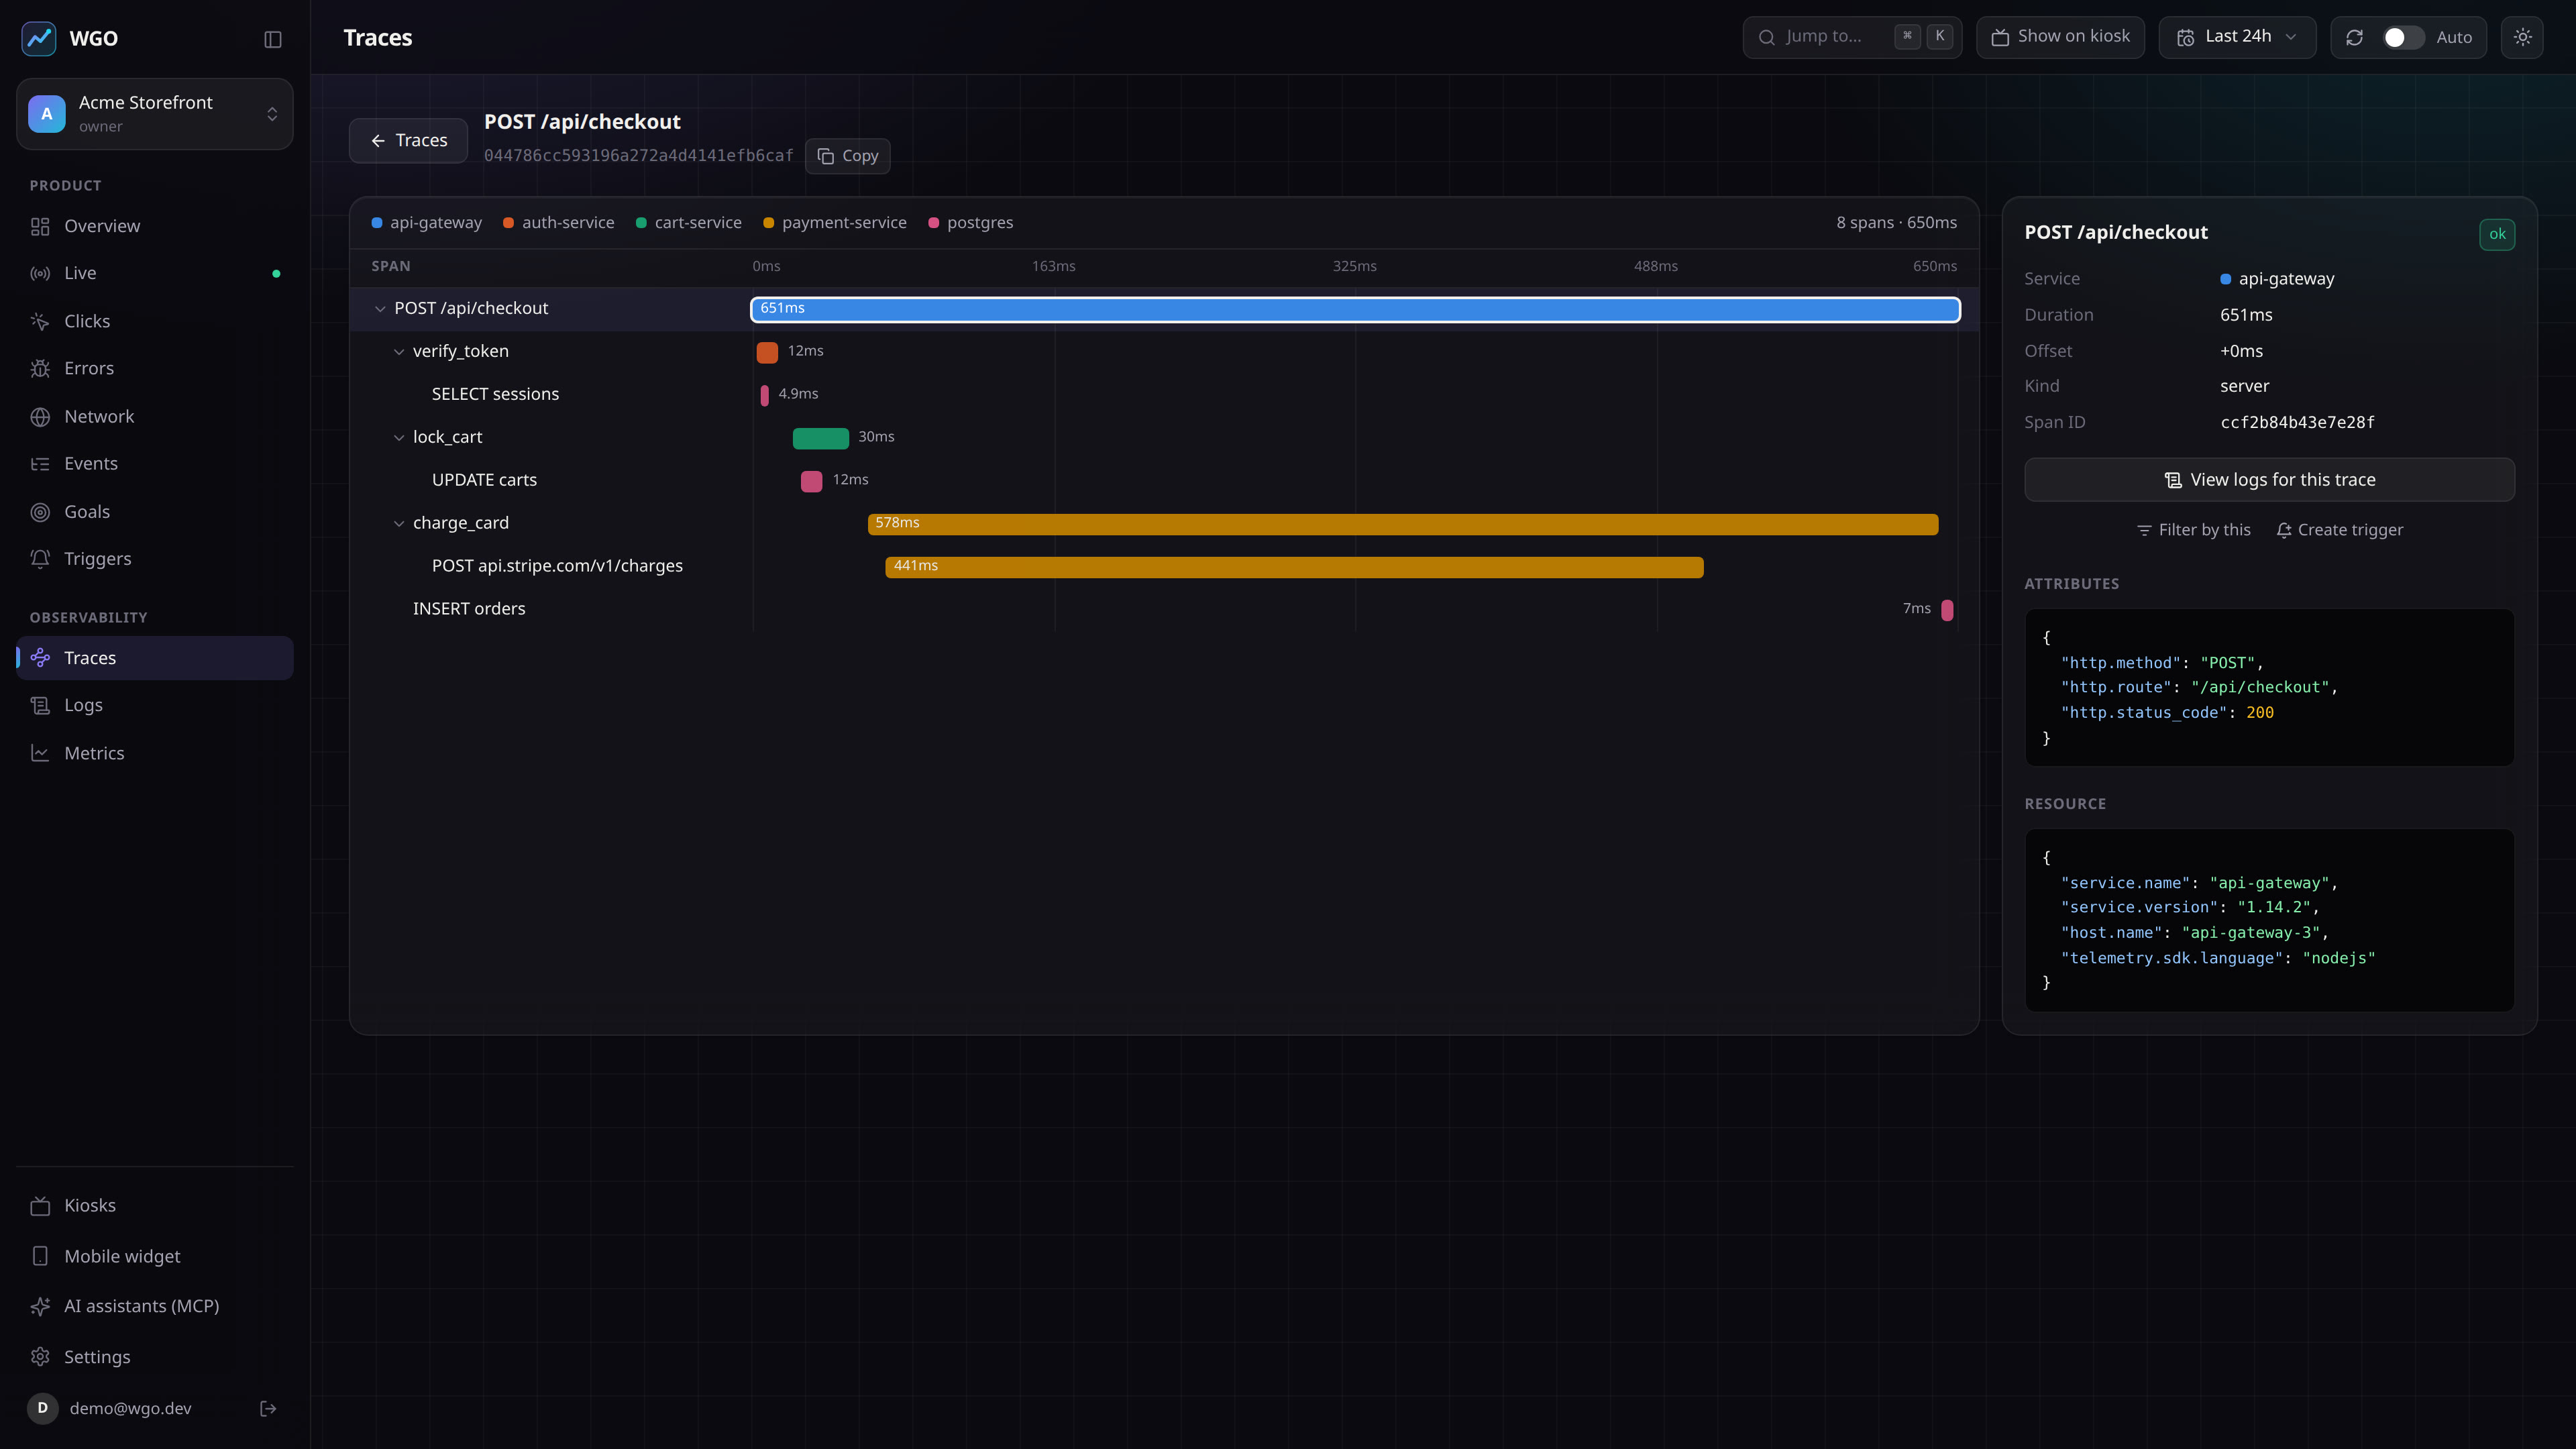 WGO
Acme Storefront
owner
A
PRODUCT
Overview
Live
Clicks
Errors
Network
Events
Goals
Triggers
OBSERVABILITY
Traces
Logs
Metrics
Kiosks
Mobile widget
AI assistants (MCP)
Settings
D demo@wgo.dev
Traces
Jump to... ⌘ K
Show on kiosk
Last 24h
Auto
Traces
POST /api/checkout
044786cc593196a272a4d4141efb6caf
Copy
api-gateway auth-service cart-service payment-service postgres 8 spans · 650ms
SPAN 0ms 163ms 325ms 488ms 650ms
POST /api/checkout 651ms
verify_token 12ms
SELECT sessions 4.9ms
lock_cart 30ms
UPDATE carts 12ms
charge_card 578ms
POST api.stripe.com/v1/charges 441ms
INSERT orders 7ms
POST /api/checkout ok
Service api-gateway
Duration 651ms
Offset +0ms
Kind server
Span ID ccf2b84b43e7e28f
View logs for this trace
Filter by this Create trigger
ATTRIBUTES
{
"http.method": "POST",
"http.route": "/api/checkout",
"http.status_code": 200
}
RESOURCE
{
"service.name": "api-gateway",
"service.version": "1.14.2",
"host.name": "api-gateway-3",
"telemetry.sdk.language": "nodejs"
}